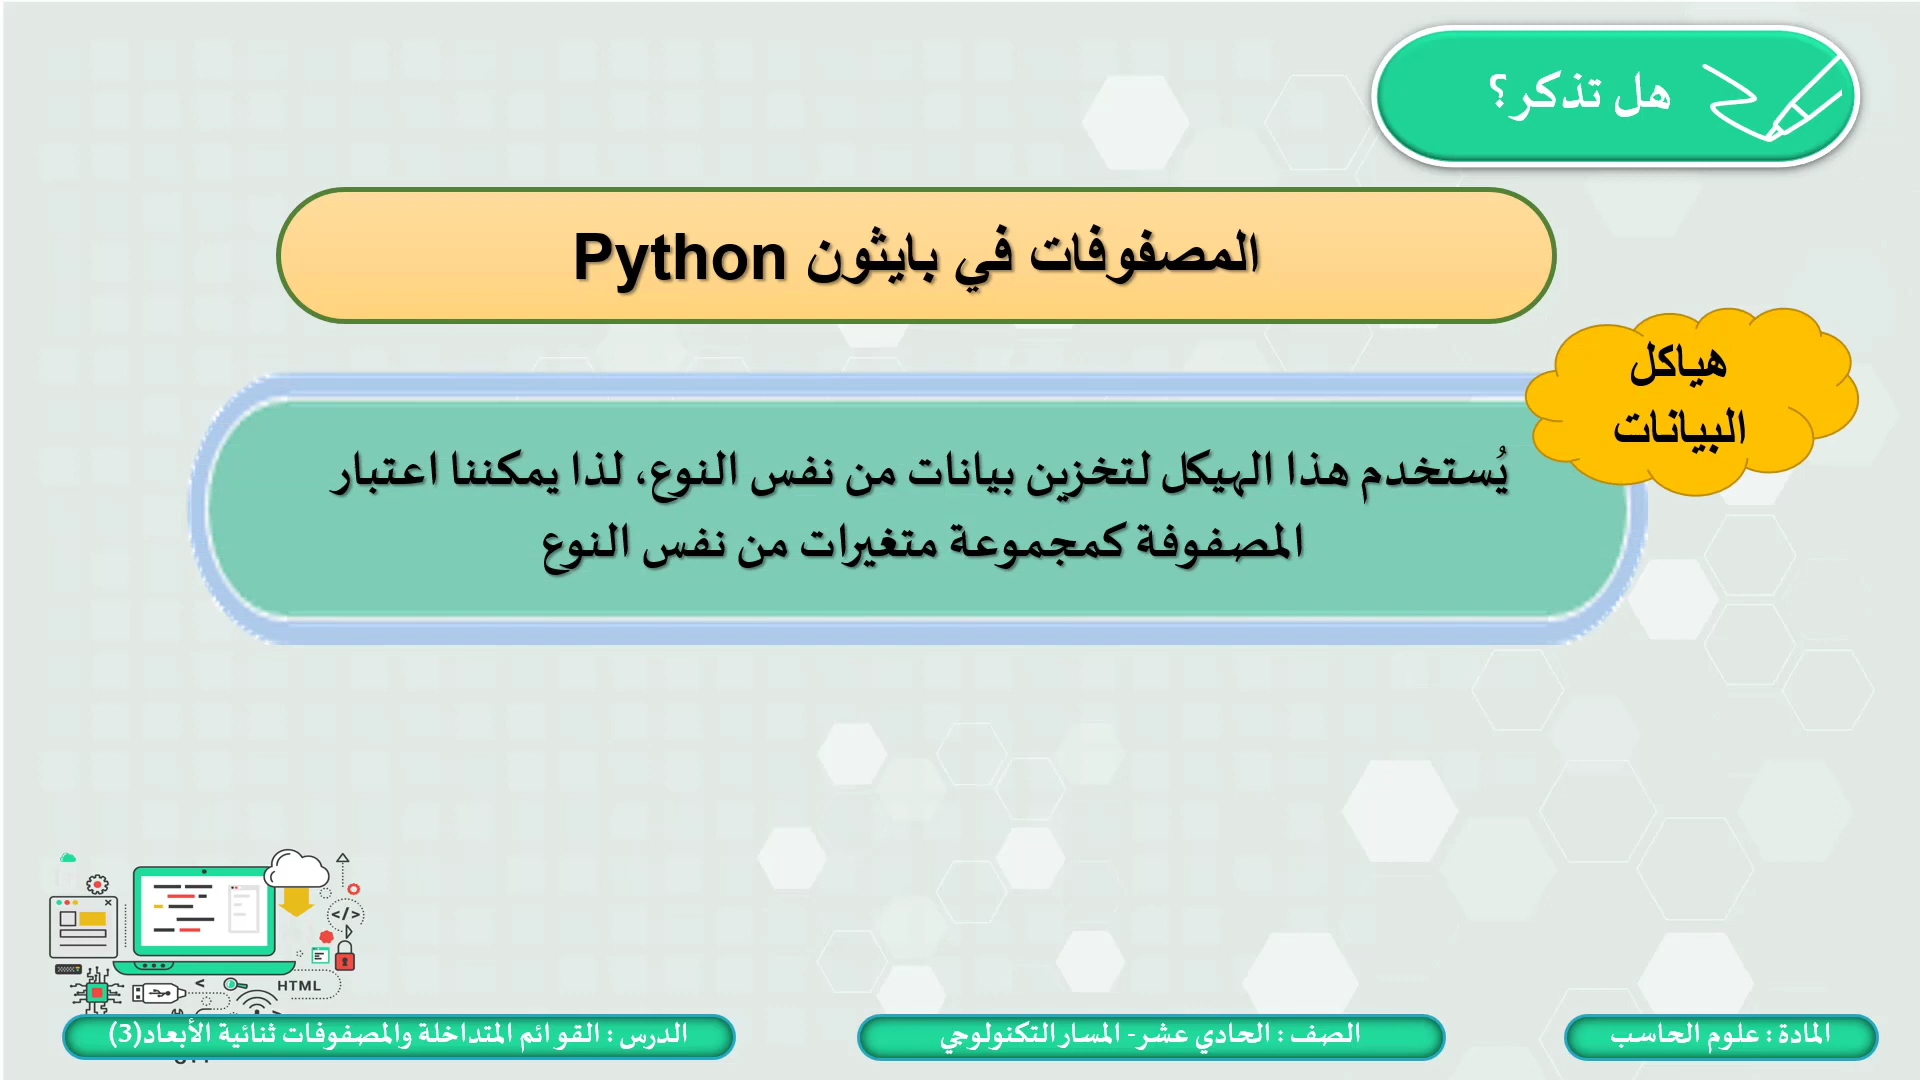 هل تذكر؟
المصفوفات في بايثون Python
هياكل
البيانات
يُستخدم هذا الهيكل لتخزين بيانات من نفس النوع، لذا يمكننا اعتبار
المصفوفة كمجموعة متغيرات من نفس النوع
</>
HTML
المادة : علوم الحاسب
الصف : الحادي عشر- المسار التكنولوجي
الدرس : القوائم المتداخلة والمصفوفات ثنائية الأبعاد(3)